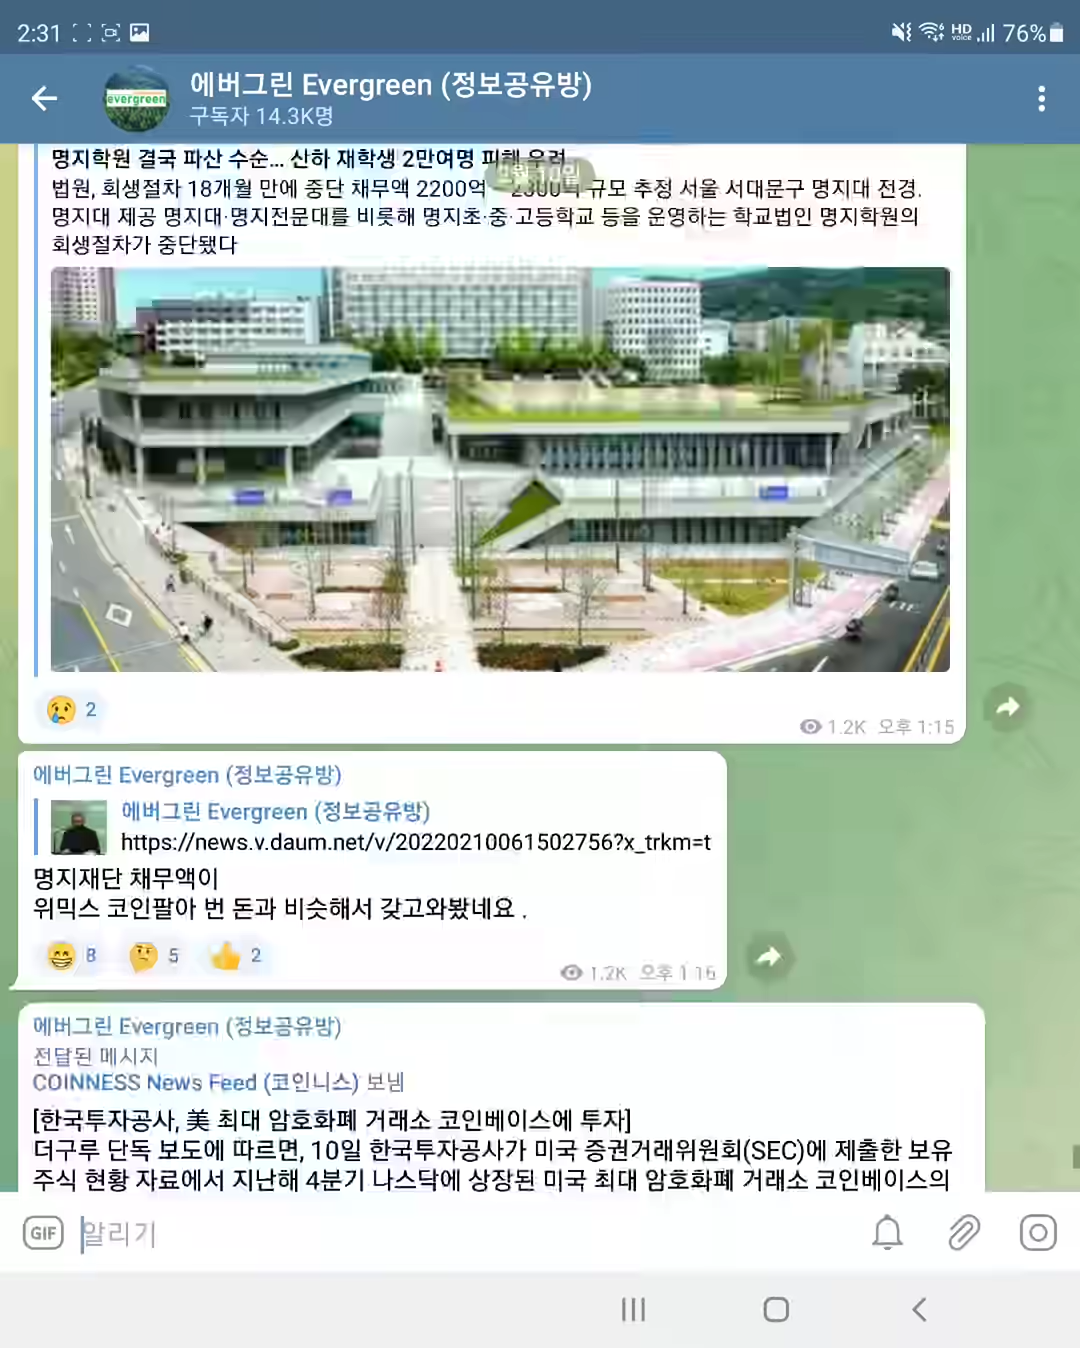 2:31
HD voice 76%
에버그린 Evergreen (정보공유방)
evergreen
구독자 14.3K명
명지학원 결국 파산 수순... 산하 재학생 2만여명 피해 우려
법원, 회생절차 18개월 만에 중단 채무액 2200억 2300억 규모 추정 서울 서대문구 명지대 전경.
명지대 제공 명지대·명지전문대를 비롯해 명지초·중·고등학교 등을 운영하는 학교법인 명지학원의
회생절차가 중단됐다
2
1.2K 오후 1:15
에버그린 Evergreen (정보공유방)
에버그린 Evergreen (정보공유방)
https://news.v.daum.net/v/20220210061502756?x_trkm=t
명지재단 채무액이
위믹스 코인팔아 번 돈과 비슷해서 갖고와봤네요 .
8 5 2
1.2K 오후 1:16
에버그린 Evergreen (정보공유방)
전달된 메시지
COINNESS News Feed (코인니스) 보냄
[한국투자공사, 美 최대 암호화폐 거래소 코인베이스에 투자]
더구루 단독 보도에 따르면, 10일 한국투자공사가 미국 증권거래위원회(SEC)에 제출한 보유
주식 현황 자료에서 지난해 4분기 나스닥에 상장된 미국 최대 암호화폐 거래소 코인베이스의
GIF 알리기